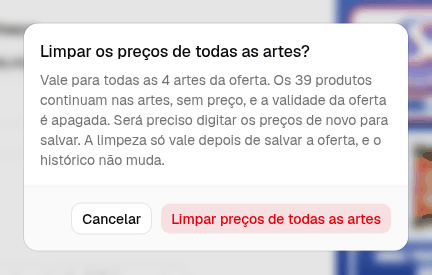 Limpar os preços de todas as artes?
Vale para todas as 4 artes da oferta. Os 39 produtos
continuam nas artes, sem preço, e a validade da oferta
é apagada. Será preciso digitar os preços de novo para
salvar. A limpeza só vale depois de salvar a oferta, e o
histórico não muda.
Cancelar
Limpar preços de todas as artes